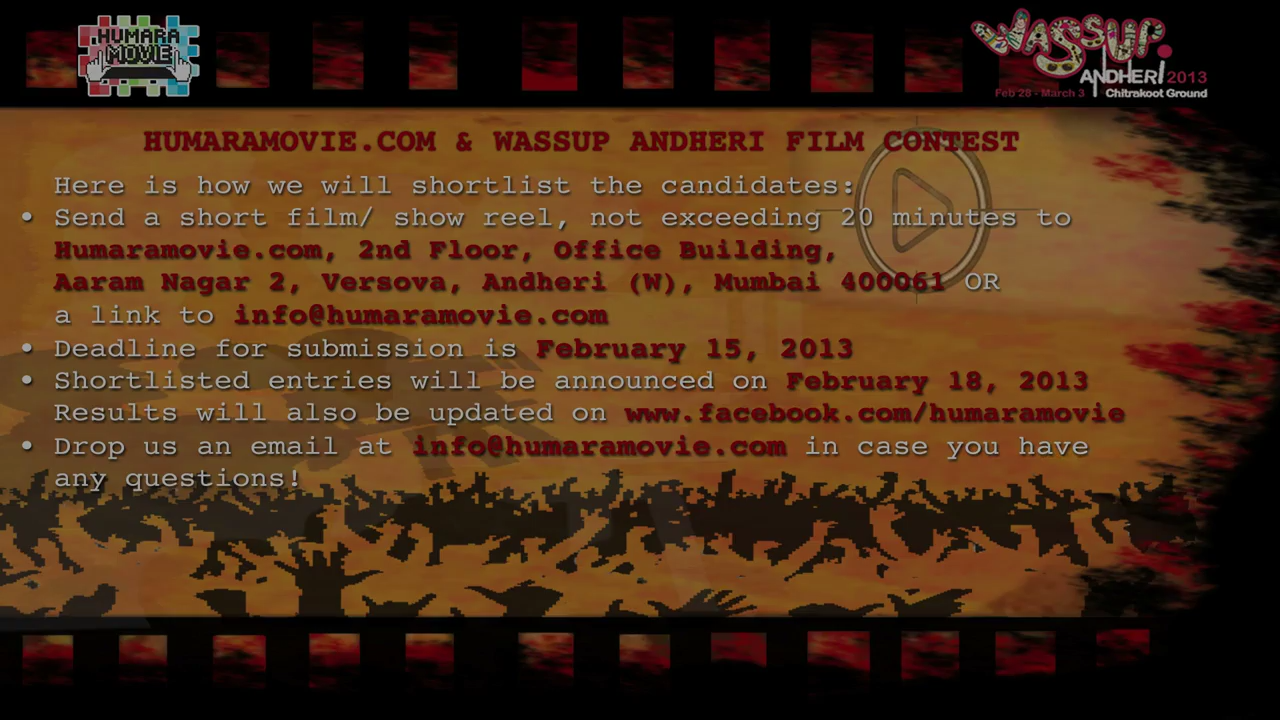 HUMARA
MOVIE
WASSUP
ANDHERI 2013
Feb 28 - March 3 Chitrakoot Ground
HUMARAMOVIE.COM & WASSUP ANDHERI FILM CONTEST
Here is how we will shortlist the candidates:
• Send a short film/ show reel, not exceeding 20 minutes to
Humaramovie.com, 2nd Floor, Office Building,
Aaram Nagar 2, Versova, Andheri (W), Mumbai 400061 OR
a link to info@humaramovie.com
• Deadline for submission is February 15, 2013
• Shortlisted entries will be announced on February 18, 2013
Results will also be updated on www.facebook.com/humaramovie
• Drop us an email at info@humaramovie.com in case you have
any questions!